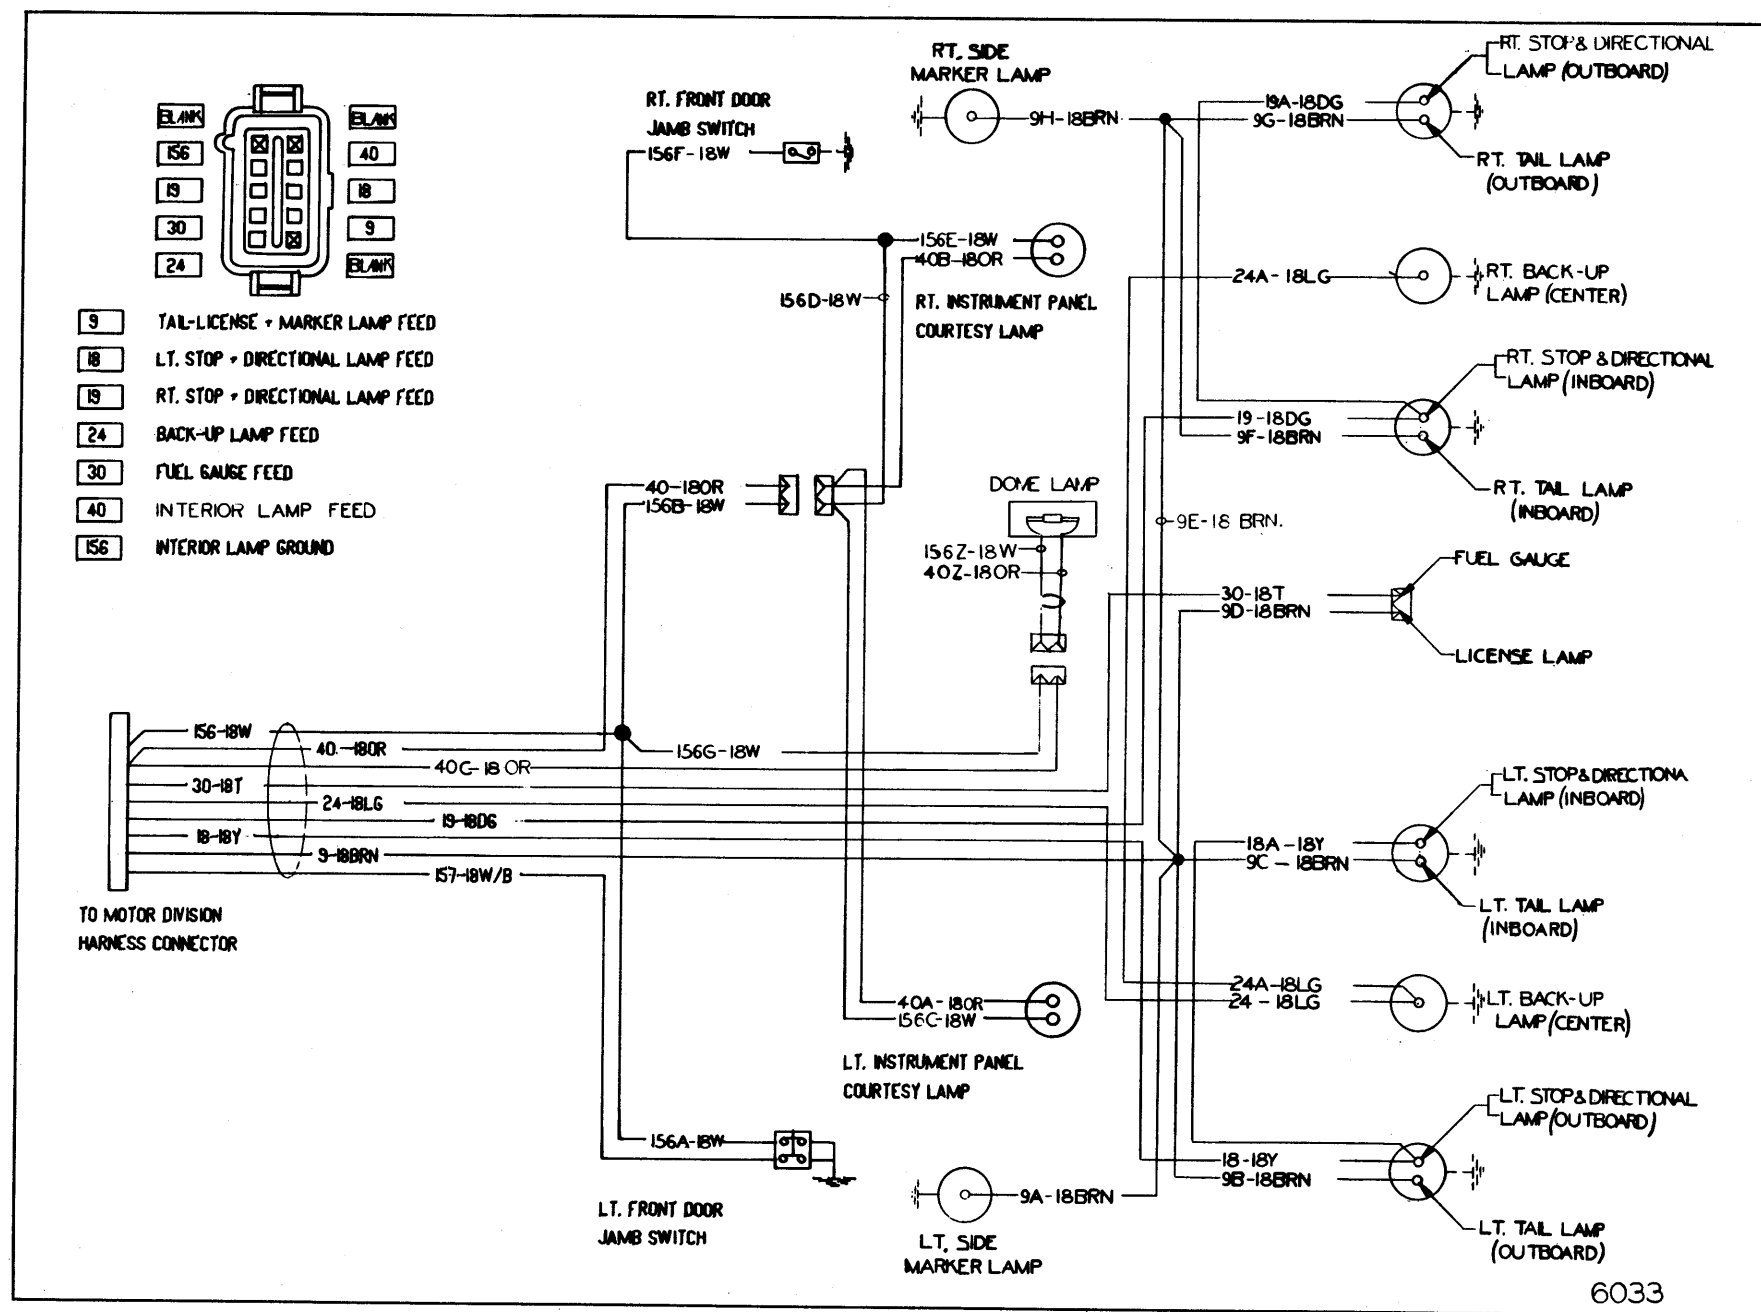 BLANK
156
19
30
24
BLANK
40
18
9
BLANK
9 TAIL-LICENSE + MARKER LAMP FEED
18 LT. STOP + DIRECTIONAL LAMP FEED
19 RT. STOP + DIRECTIONAL LAMP FEED
24 BACK-UP LAMP FEED
30 FUEL GAUGE FEED
40 INTERIOR LAMP FEED
156 INTERIOR LAMP GROUND
RT. FRONT DOOR
JAMB SWITCH
156F-18W
156E-18W
40B-18OR
156D-18W
RT. INSTRUMENT PANEL
COURTESY LAMP
40-18OR
156B-18W
DOME LAMP
156Z-18W
40Z-18OR
156-18W
40-18OR
40C-18 OR
30-18T
24-18LG
19-18DG
18-18Y
9-18BRN
157-18W/B
156G-18W
TO MOTOR DIVISION
HARNESS CONNECTOR
40A-18OR
156C-18W
LT. INSTRUMENT PANEL
COURTESY LAMP
156A-18W
LT. FRONT DOOR
JAMB SWITCH
RT. SIDE
MARKER LAMP
9H-18BRN
19A-18DG
9G-18BRN
RT. STOP & DIRECTIONAL
LAMP (OUTBOARD)
RT. TAIL LAMP
(OUTBOARD)
24A-18LG
RT. BACK-UP
LAMP (CENTER)
RT. STOP & DIRECTIONAL
LAMP (INBOARD)
19-18DG
9F-18BRN
RT. TAIL LAMP
(INBOARD)
9E-18 BRN.
FUEL GAUGE
30-18T
9D-18BRN
LICENSE LAMP
LT. STOP & DIRECTIONA
LAMP (INBOARD)
18A-18Y
9C-18BRN
LT. TAIL LAMP
(INBOARD)
24A-18LG
24-18LG
LT. BACK-UP
LAMP (CENTER)
LT. STOP & DIRECTIONAL
LAMP (OUTBOARD)
18-18Y
9B-18BRN
LT. TAIL LAMP
(OUTBOARD)
9A-18BRN
LT. SIDE
MARKER LAMP
6033